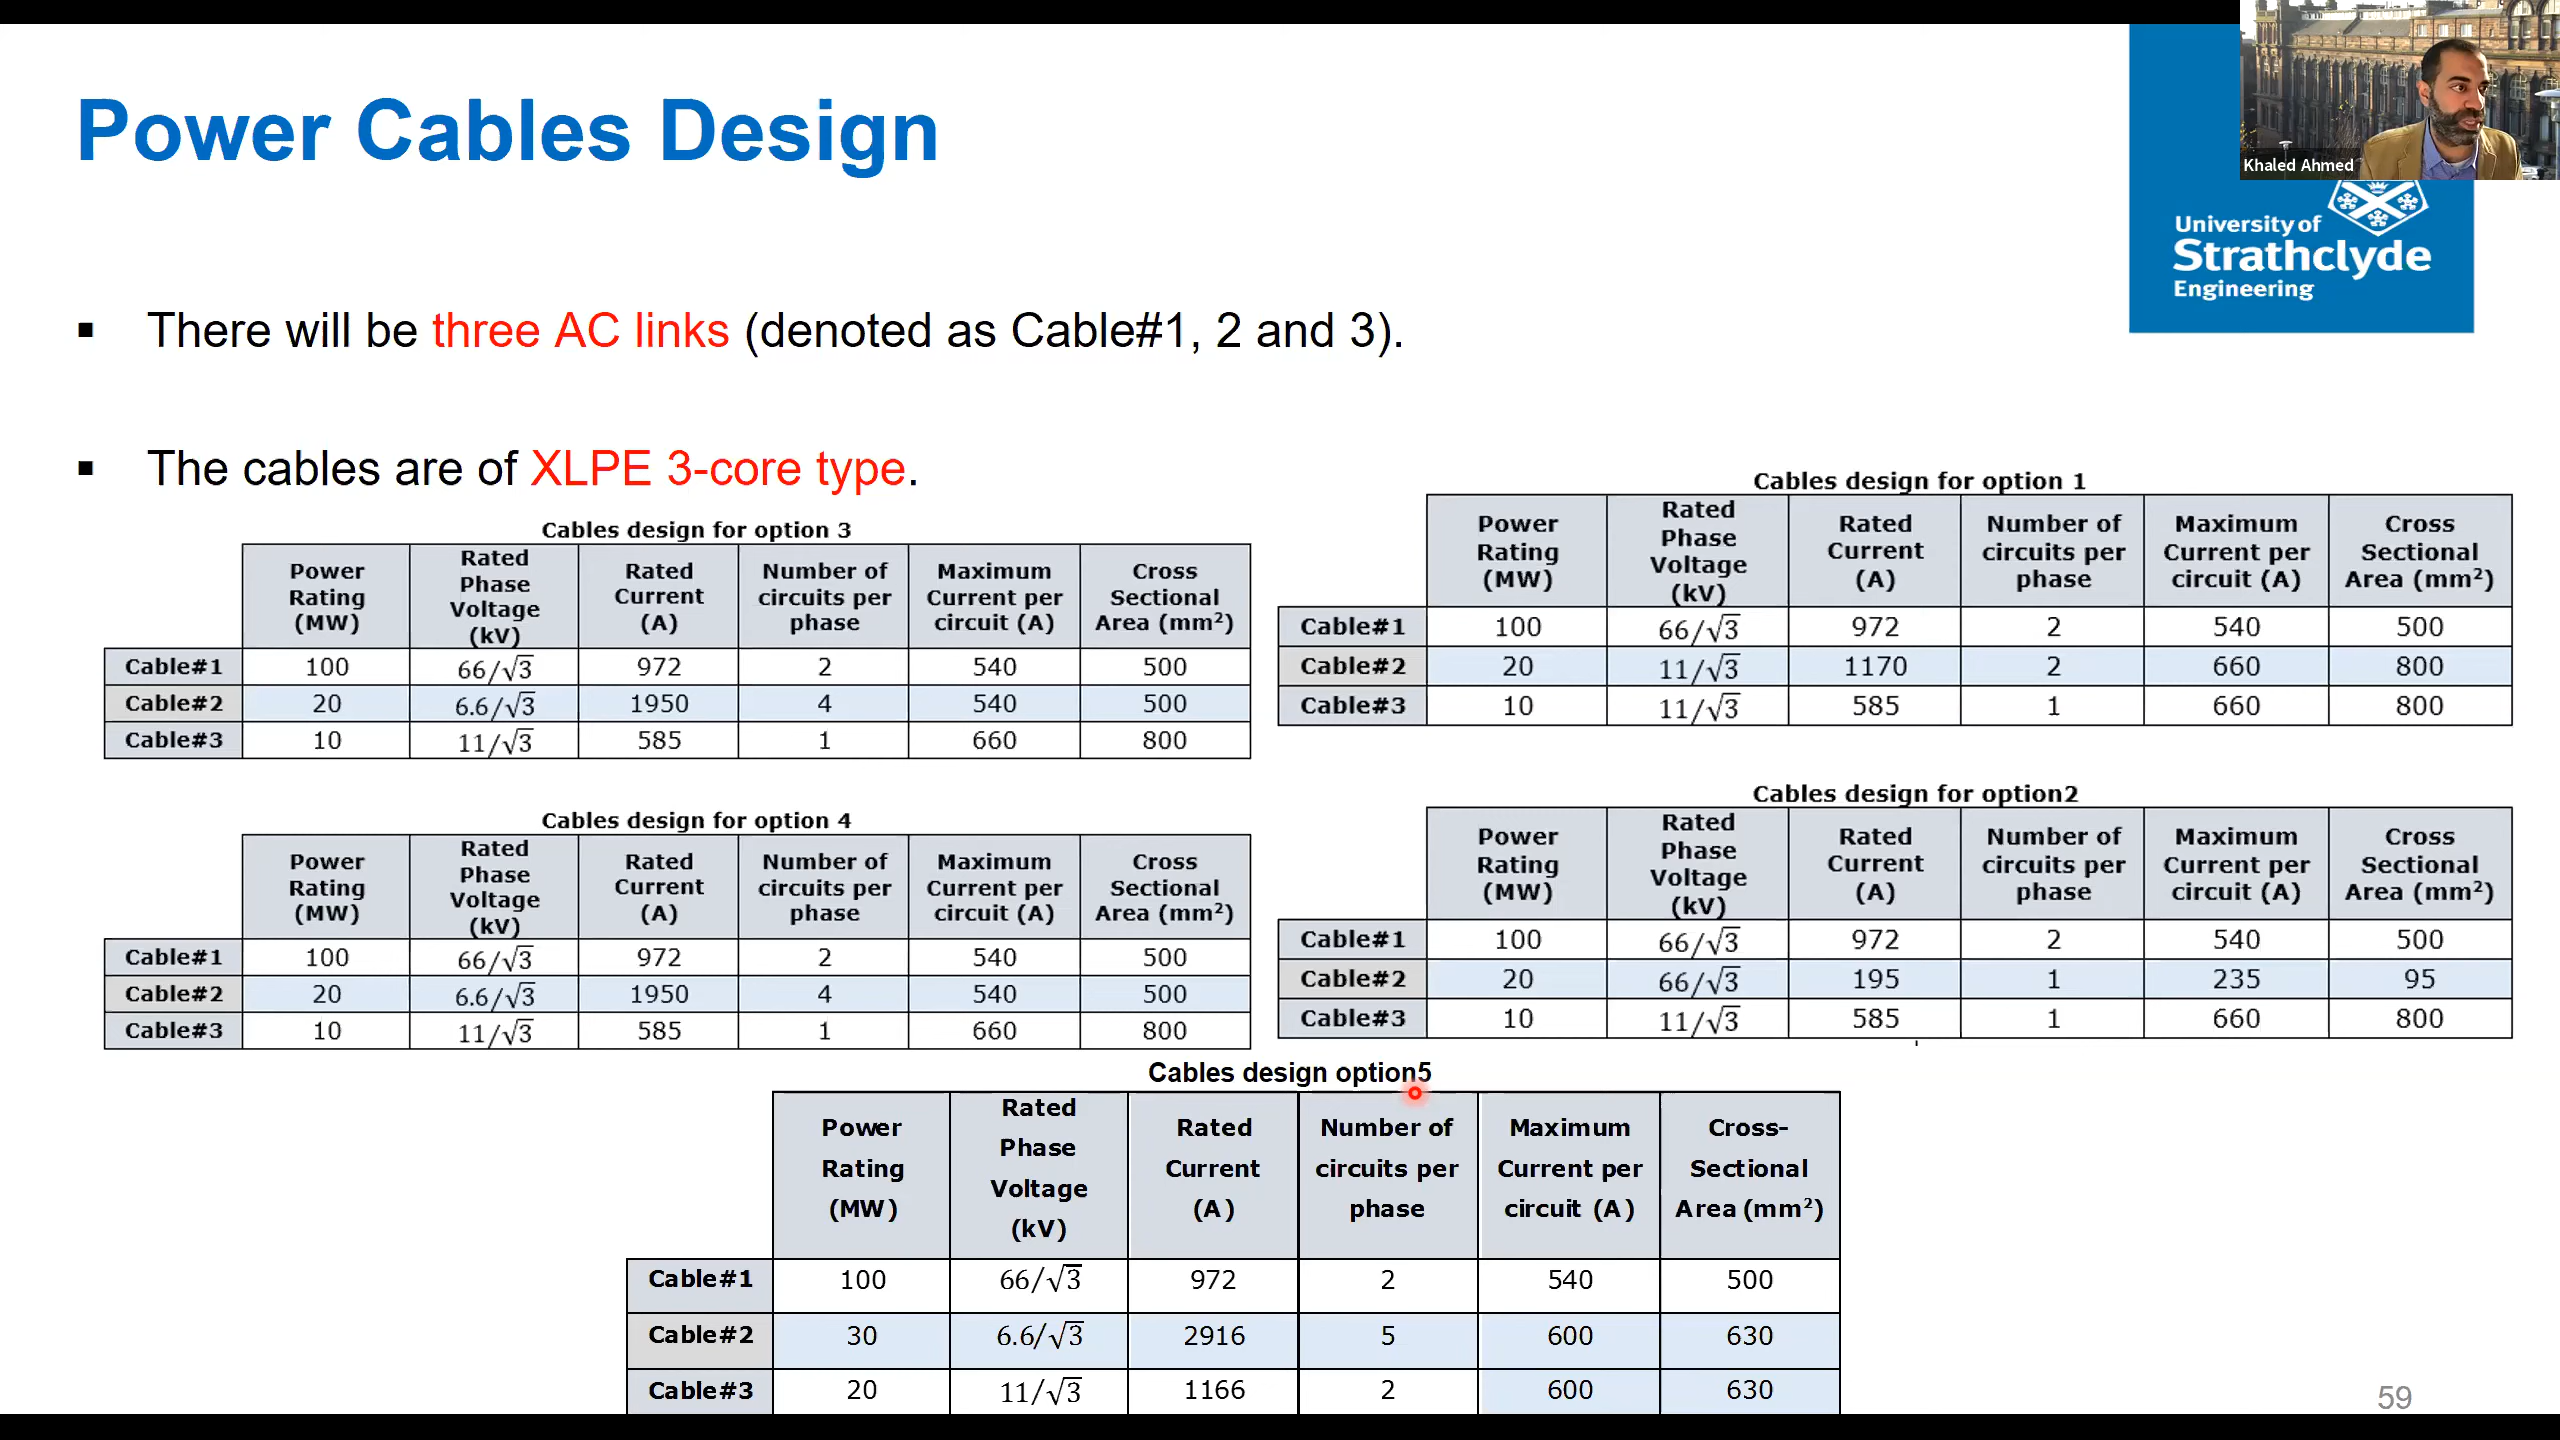 Power Cables Design
Khaled Ahmed
University of
Strathclyde
Engineering
▪ There will be three AC links (denoted as Cable#1, 2 and 3).
▪ The cables are of XLPE 3-core type.
Cables design for option 3
Power Rating (MW) Rated Phase Voltage (kV) Rated Current (A) Number of circuits per phase Maximum Current per circuit (A) Cross Sectional Area (mm²)
Cable#1 100 66/√3 972 2 540 500
Cable#2 20 6.6/√3 1950 4 540 500
Cable#3 10 11/√3 585 1 660 800
Cables design for option 1
Power Rating (MW) Rated Phase Voltage (kV) Rated Current (A) Number of circuits per phase Maximum Current per circuit (A) Cross Sectional Area (mm²)
Cable#1 100 66/√3 972 2 540 500
Cable#2 20 11/√3 1170 2 660 800
Cable#3 10 11/√3 585 1 660 800
Cables design for option 4
Power Rating (MW) Rated Phase Voltage (kV) Rated Current (A) Number of circuits per phase Maximum Current per circuit (A) Cross Sectional Area (mm²)
Cable#1 100 66/√3 972 2 540 500
Cable#2 20 6.6/√3 1950 4 540 500
Cable#3 10 11/√3 585 1 660 800
Cables design for option2
Power Rating (MW) Rated Phase Voltage (kV) Rated Current (A) Number of circuits per phase Maximum Current per circuit (A) Cross Sectional Area (mm²)
Cable#1 100 66/√3 972 2 540 500
Cable#2 20 66/√3 195 1 235 95
Cable#3 10 11/√3 585 1 660 800
Cables design option5
Power Rating (MW) Rated Phase Voltage (kV) Rated Current (A) Number of circuits per phase Maximum Current per circuit (A) Cross-Sectional Area (mm²)
Cable#1 100 66/√3 972 2 540 500
Cable#2 30 6.6/√3 2916 5 600 630
Cable#3 20 11/√3 1166 2 600 630
59